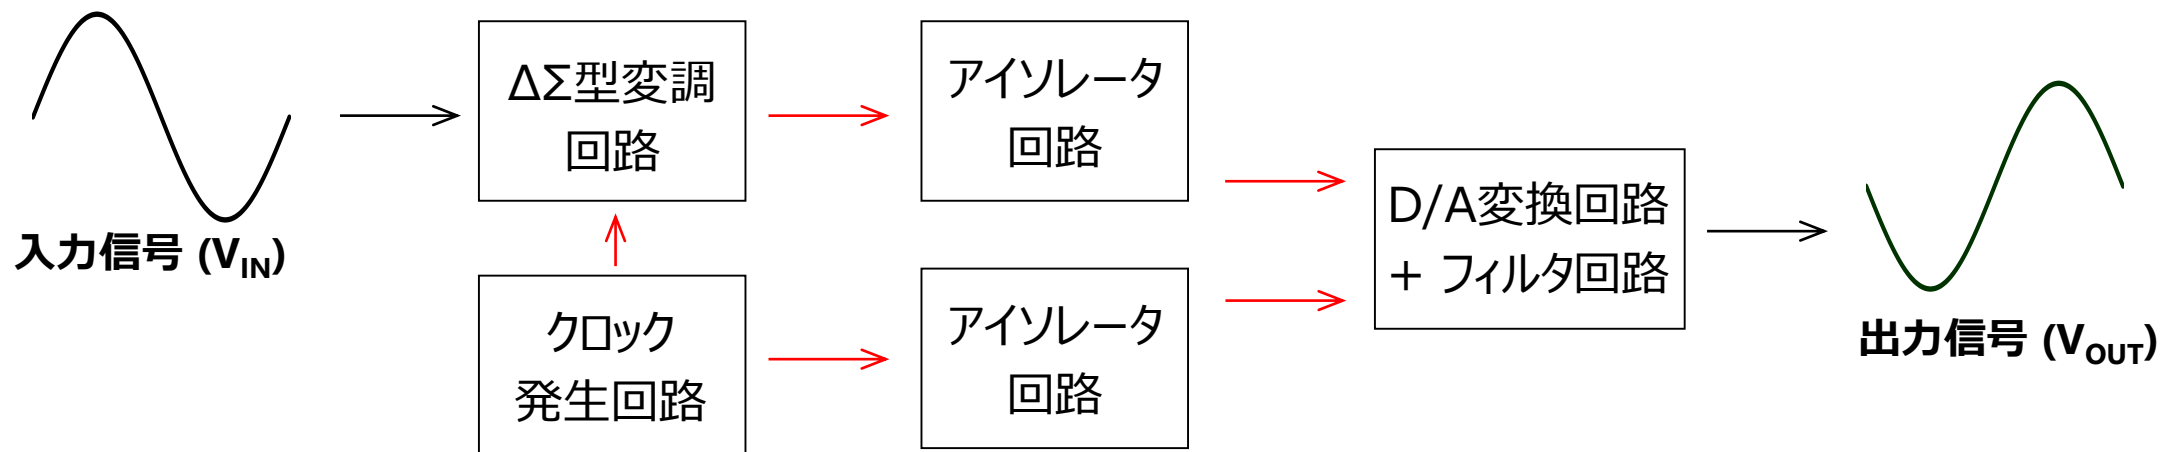 ΔΣ型変調
回路
アイソレータ
回路
入力信号 (VIN)
クロック
発生回路
アイソレータ
回路
D/A変換回路
+ フィルタ回路
出力信号 (VOUT)